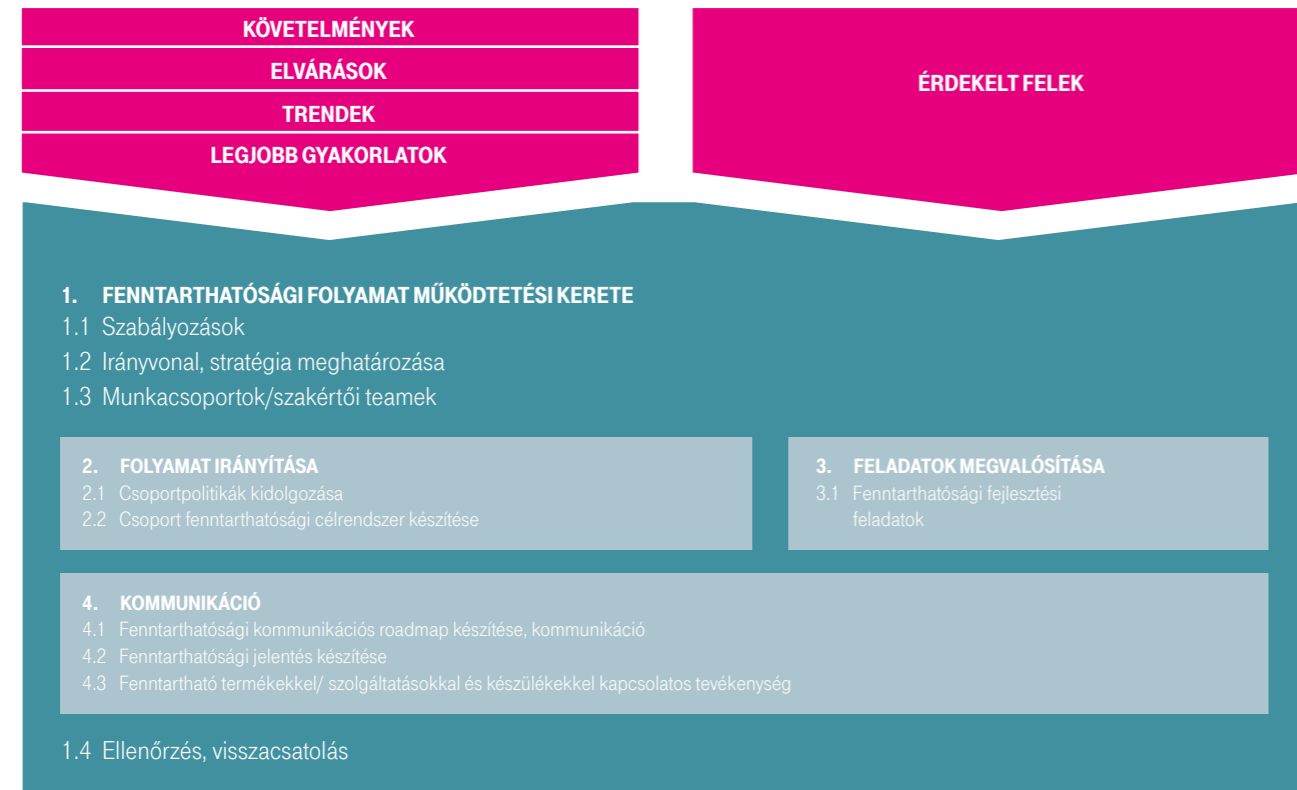 KÖVETELMÉNYEK
ELVÁRÁSOK
TRENDEK
LEGJOBB GYAKORLATOK
ÉRDEKELT FELEK
1. FENNTARTHATÓSÁGI FOLYAMAT MŰKÖDTETÉSI KERETE
1.1 Szabályozások
1.2 Irányvonal, stratégia meghatározása
1.3 Munkacsoportok/szakértői teamek
2. FOLYAMAT IRÁNYÍTÁSA
2.1 Csoportpolitikák kidolgozása
2.2 Csoport fenntarthatósági célrendszer készítése
3. FELADATOK MEGVALÓSÍTÁSA
3.1 Fenntarthatósági fejlesztési
feladatok
4. KOMMUNIKÁCIÓ
4.1 Fenntarthatósági kommunikációs roadmap készítése, kommunikáció
4.2 Fenntarthatósági jelentés készítése
4.3 Fenntartható termékekkel/ szolgáltatásokkal és készülékekkel kapcsolatos tevékenység
1.4 Ellenőrzés, visszacsatolás